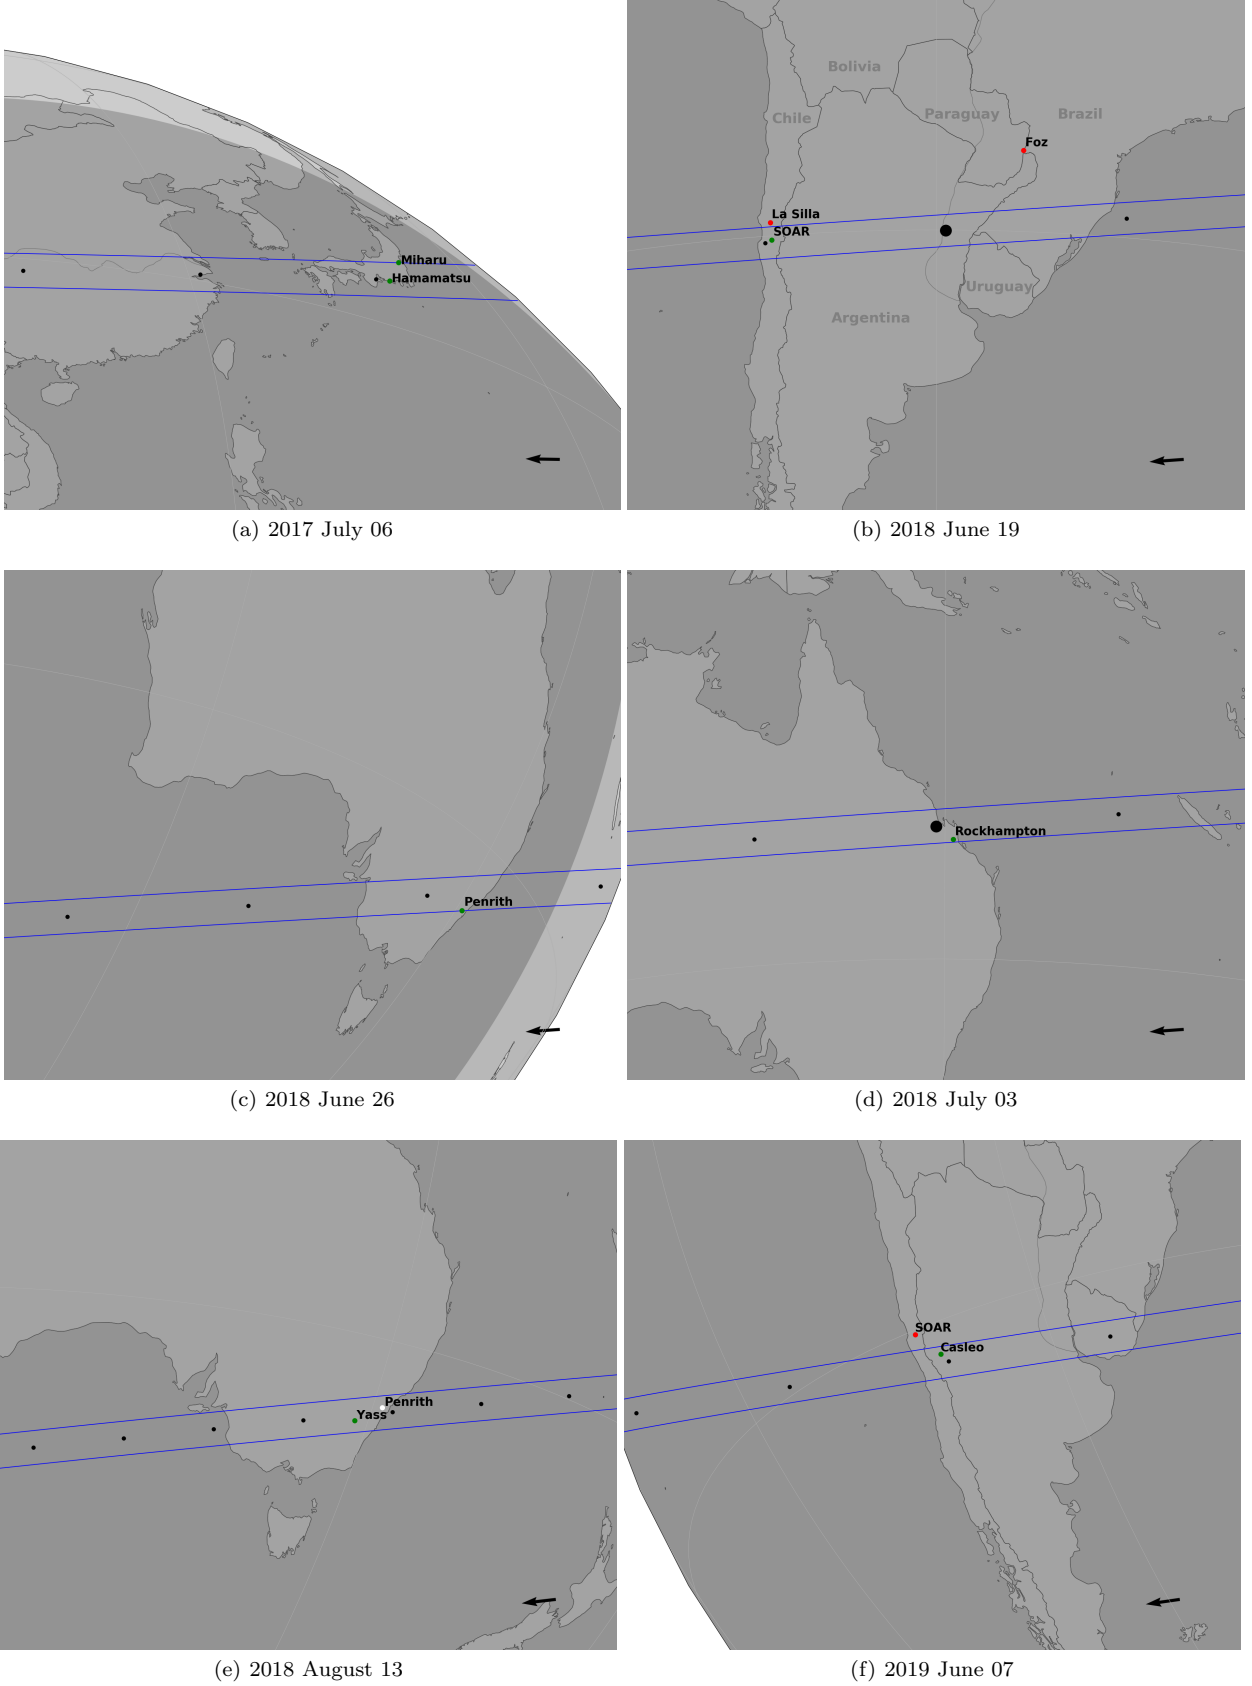 Miharu
Hamamatsu
(a) 2017 July 06
Bolivia
Chile
Paraguay
Brazil
Foz
La Silla
SOAR
Uruguay
Argentina
(b) 2018 June 19
Penrith
(c) 2018 June 26
Rockhampton
(d) 2018 July 03
Penrith
Yass
(e) 2018 August 13
SOAR
Casleo
(f) 2019 June 07